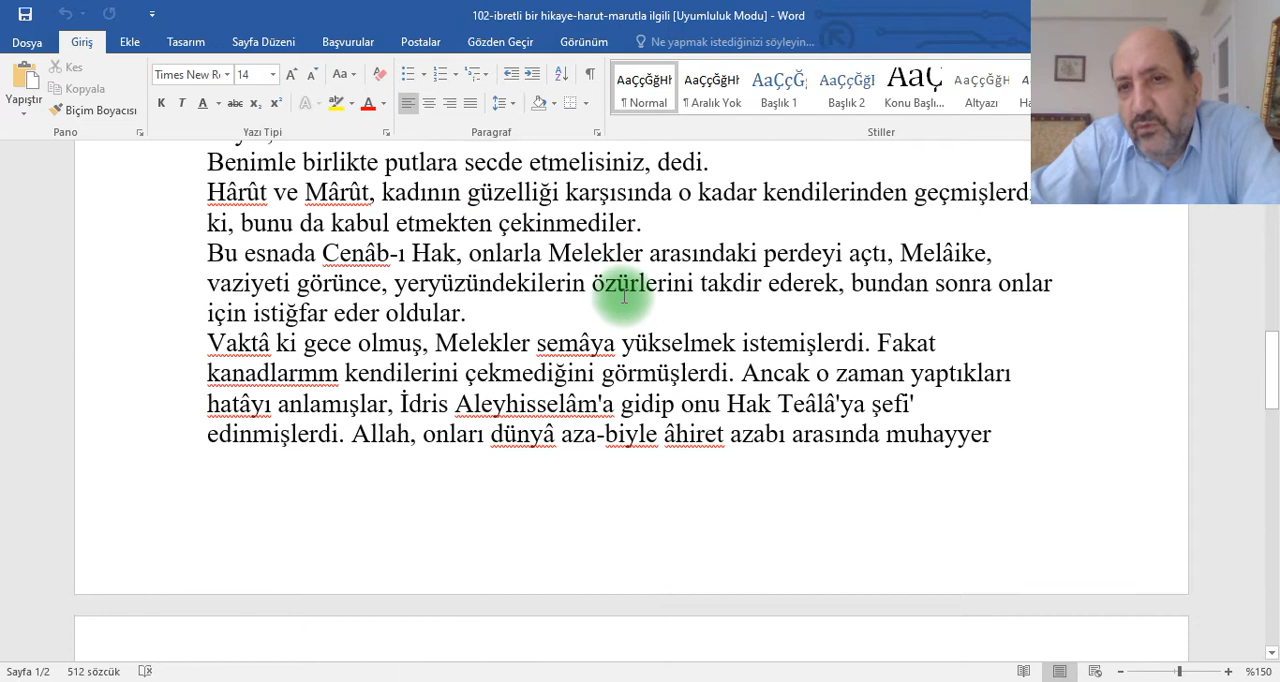 102-ibretli bir hikaye-harut-marutla ilgili [Uyumluluk Modu] - Word
Dosya Giriş Ekle Tasarım Sayfa Düzeni Başvurular Postalar Gözden Geçir Görünüm Ne yapmak istediğinizi söyleyin...
Yapıştır
Kes
Kopyala
Biçim Boyacısı
Pano
Times New R 14
Yazı Tipi
Paragraf
AaÇçĞğHł AaÇçĞğHł AaÇçĞ AaÇçĞğI AaÇ AaÇçĞğH
¶ Normal ¶ Aralık Yok Başlık 1 Başlık 2 Konu Başlı... Altyazı
Stiller
Benimle birlikte putlara secde etmelisiniz, dedi.
Hârût ve Mârût, kadının güzelliği karşısında o kadar kendilerinden geçmişlerd
ki, bunu da kabul etmekten çekinmediler.
Bu esnada Cenâb-ı Hak, onlarla Melekler arasındaki perdeyi açtı, Melâike,
vaziyeti görünce, yeryüzündekilerin özürlerini takdir ederek, bundan sonra onlar
için istiğfar eder oldular.
Vaktâ ki gece olmuş, Melekler semâya yükselmek istemişlerdi. Fakat
kanadlarmm kendilerini çekmediğini görmüşlerdi. Ancak o zaman yaptıkları
hatâyı anlamışlar, İdris Aleyhisselâm'a gidip onu Hak Teâlâ'ya şefi'
edinmişlerdi. Allah, onları dünyâ aza-biyle âhiret azabı arasında muhayyer
Sayfa 1/2 512 sözcük %150